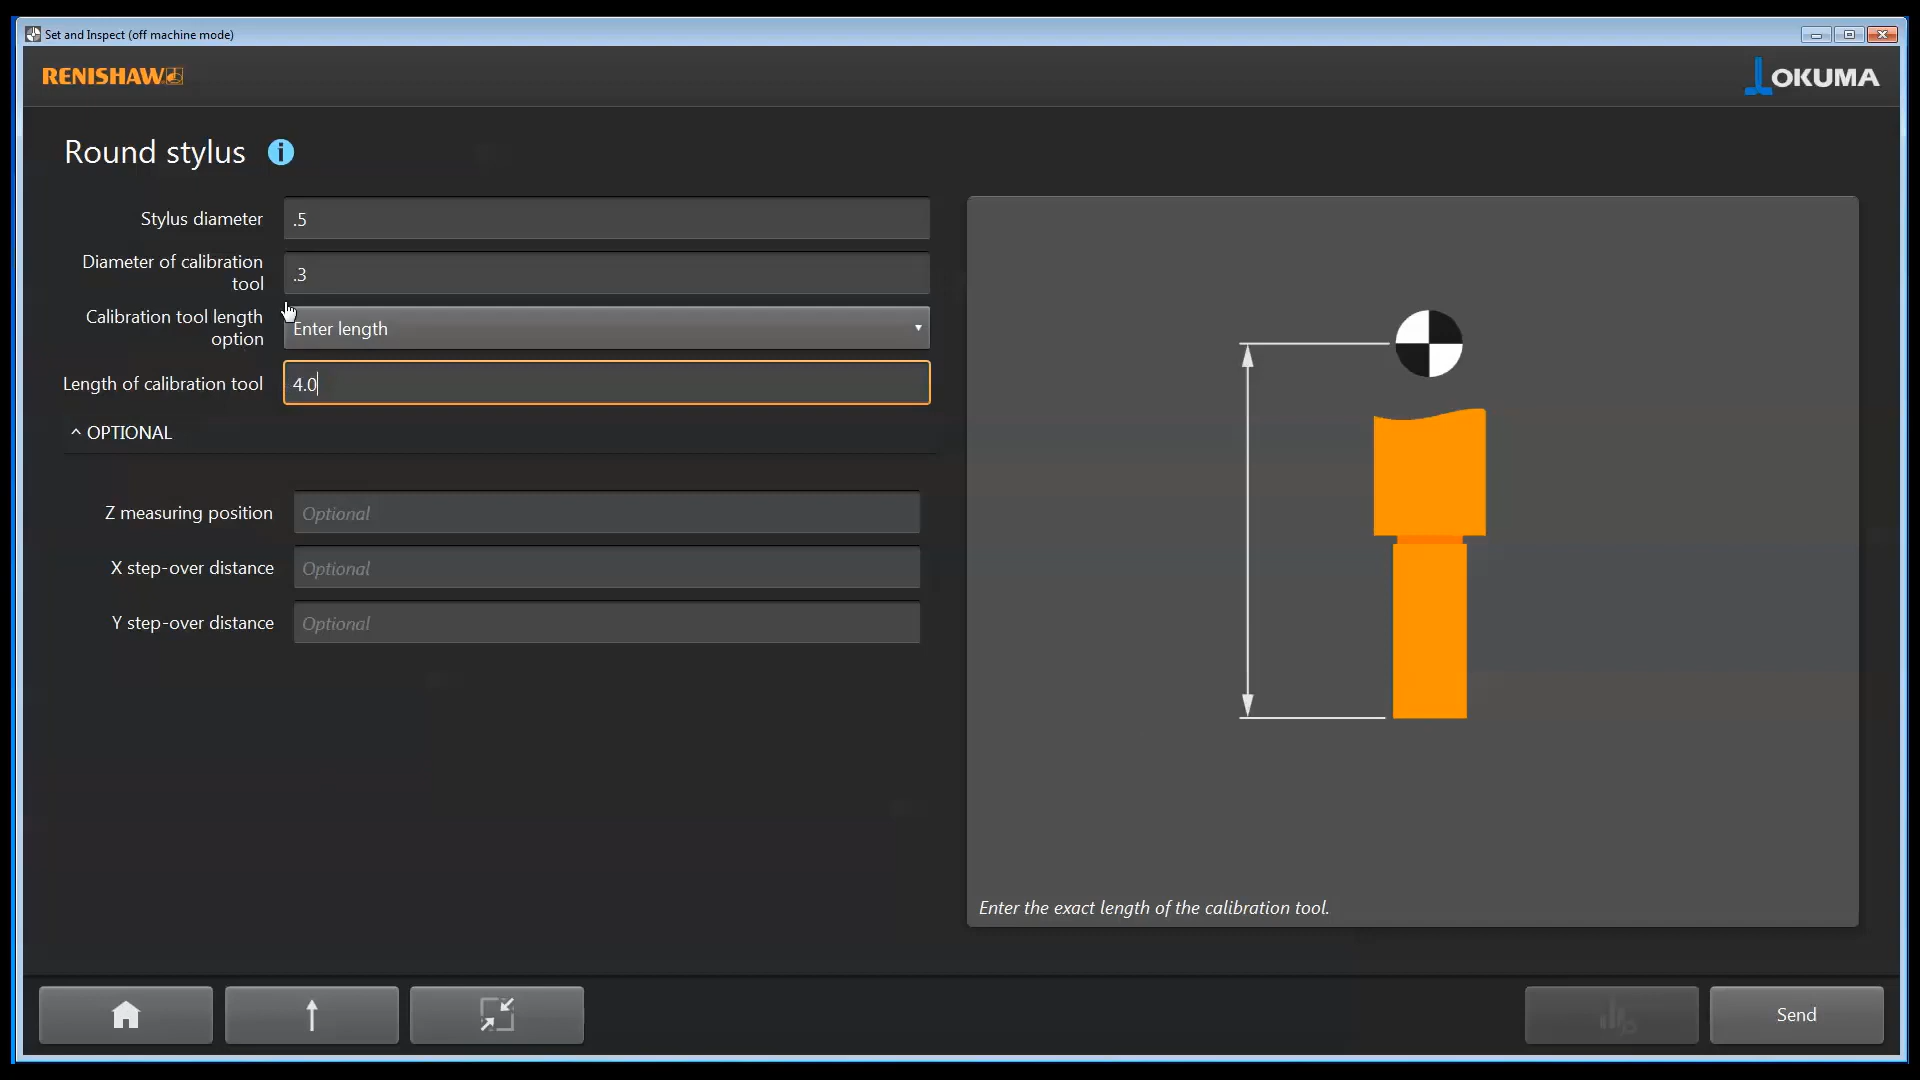 Set and Inspect (off machine mode)
RENISHAW
OKUMA
Round stylus
Stylus diameter
.5
Diameter of calibration
tool
.3
Calibration tool length
option
Enter length
Length of calibration tool
4.0
OPTIONAL
Z measuring position
Optional
X step-over distance
Optional
Y step-over distance
Optional
Enter the exact length of the calibration tool.
Send